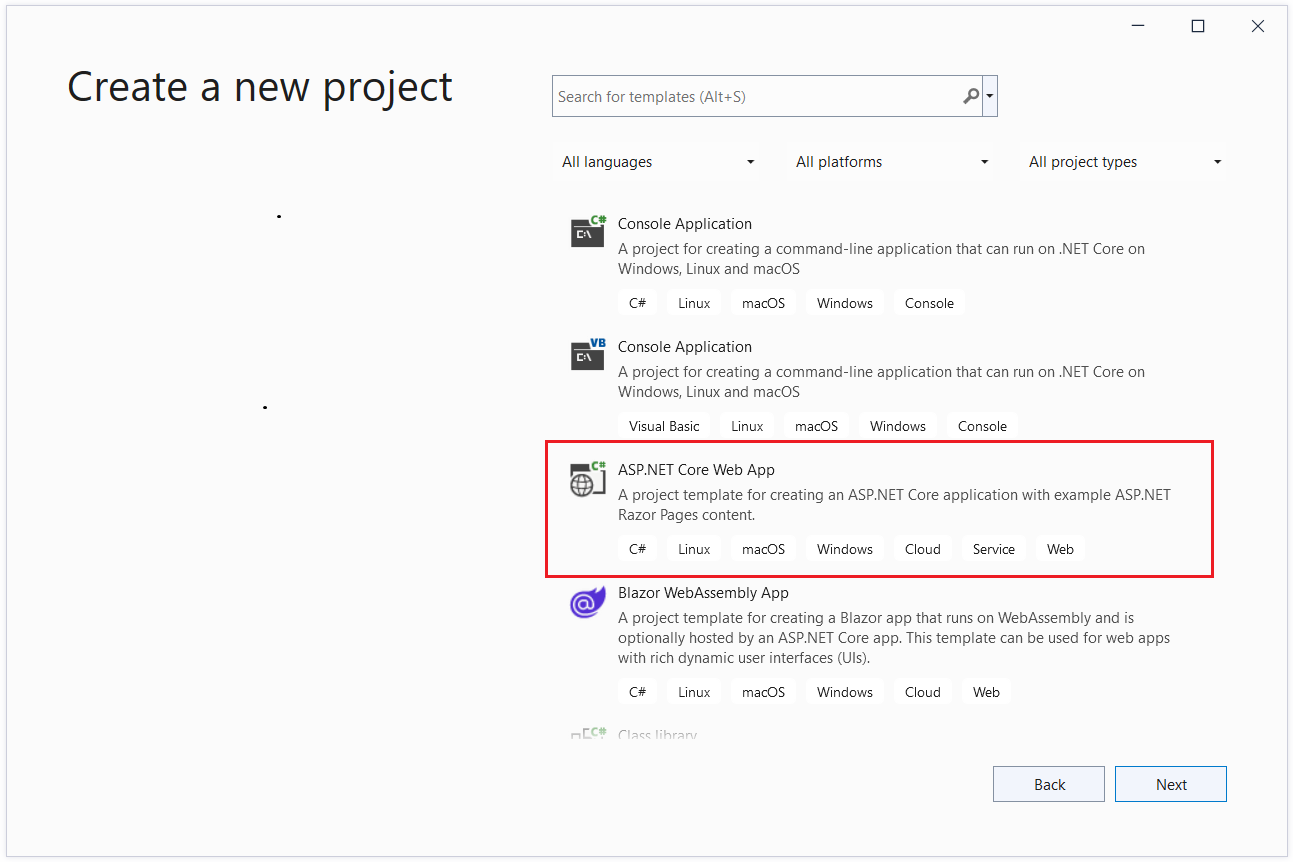 Create a new project
Search for templates (Alt+S)
All languages
All platforms
All project types
C#
C:\
Console Application
A project for creating a command-line application that can run on .NET Core on
Windows, Linux and macOS
C# Linux macOS Windows Console
VB
C:\
Console Application
A project for creating a command-line application that can run on .NET Core on
Windows, Linux and macOS
Visual Basic Linux macOS Windows Console
C#
ASP.NET Core Web App
A project template for creating an ASP.NET Core application with example ASP.NET
Razor Pages content.
C# Linux macOS Windows Cloud Service Web
@
Blazor WebAssembly App
A project template for creating a Blazor app that runs on WebAssembly and is
optionally hosted by an ASP.NET Core app. This template can be used for web apps
with rich dynamic user interfaces (UIs).
C# Linux macOS Windows Cloud Web
C#
Class library
Back
Next